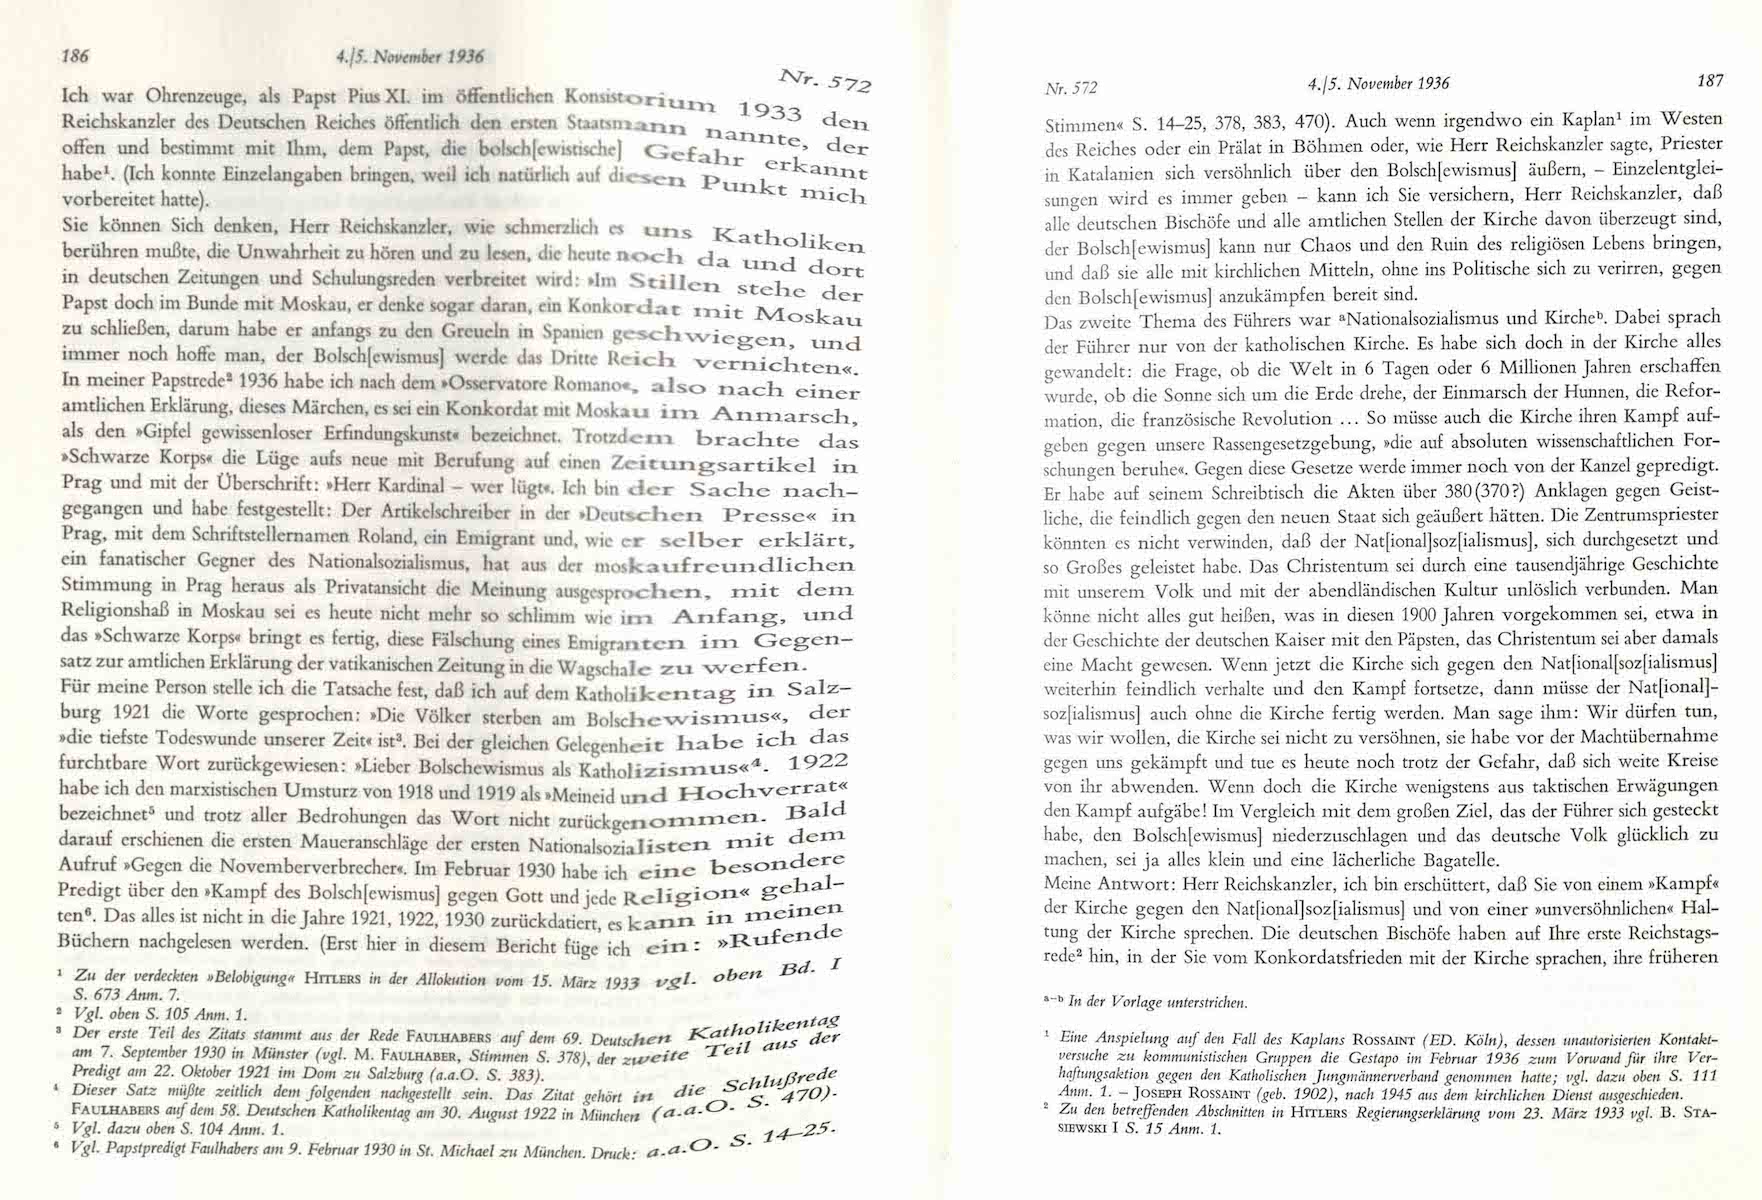 186
4./5. November 1936
Nr. 572
Ich war Ohrenzeuge, als Papst Pius XI. im öffentlichen Konsistorium 1933 den
Reichskanzler des Deutschen Reiches öffentlich den ersten Staatsmann nannte, der
offen und bestimmt mit Ihm, dem Papst, die bolsch[ewistische] Gefahr erkannt
habe¹. (Ich konnte Einzelangaben bringen, weil ich natürlich auf diesen Punkt mich
vorbereitet hatte).
Sie können Sich denken, Herr Reichskanzler, wie schmerzlich es uns Katholiken
berühren mußte, die Unwahrheit zu hören und zu lesen, die heute noch da und dort
in deutschen Zeitungen und Schulungsreden verbreitet wird: »Im Stillen stehe der
Papst doch im Bunde mit Moskau, er denke sogar daran, ein Konkordat mit Moskau
zu schließen, darum habe er anfangs zu den Greueln in Spanien geschwiegen, und
immer noch hoffe man, der Bolsch[ewismus] werde das Dritte Reich vernichten«.
In meiner Papstrede² 1936 habe ich nach dem »Osservatore Romano«, also nach einer
amtlichen Erklärung, dieses Märchen, es sei ein Konkordat mit Moskau im Anmarsch,
als den »Gipfel gewissenloser Erfindungskunst« bezeichnet. Trotzdem brachte das
»Schwarze Korps« die Lüge aufs neue mit Berufung auf einen Zeitungsartikel in
Prag und mit der Überschrift: »Herr Kardinal – wer lügt«. Ich bin der Sache nach-
gegangen und habe festgestellt: Der Artikelschreiber in der »Deutschen Presse« in
Prag, mit dem Schriftstellernamen Roland, ein Emigrant und, wie er selber erklärt,
ein fanatischer Gegner des Nationalsozialismus, hat aus der moskaufreundlichen
Stimmung in Prag heraus als Privatansicht die Meinung ausgesprochen, mit dem
Religionshaß in Moskau sei es heute nicht mehr so schlimm wie im Anfang, und
das »Schwarze Korps« bringt es fertig, diese Fälschung eines Emigranten im Gegen-
satz zur amtlichen Erklärung der vatikanischen Zeitung in die Wagschale zu werfen.
Für meine Person stelle ich die Tatsache fest, daß ich auf dem Katholikentag in Salz-
burg 1921 die Worte gesprochen: »Die Völker sterben am Bolschewismus«, der
»die tiefste Todeswunde unserer Zeit« ist³. Bei der gleichen Gelegenheit habe ich das
furchtbare Wort zurückgewiesen: »Lieber Bolschewismus als Katholizismus«⁴. 1922
habe ich den marxistischen Umsturz von 1918 und 1919 als »Meineid und Hochverrat«
bezeichnet⁵ und trotz aller Bedrohungen das Wort nicht zurückgenommen. Bald
darauf erschienen die ersten Maueranschläge der ersten Nationalsozialisten mit dem
Aufruf »Gegen die Novemberverbrecher«. Im Februar 1930 habe ich eine besondere
Predigt über den »Kampf des Bolsch[ewismus] gegen Gott und jede Religion« gehal-
ten⁶. Das alles ist nicht in die Jahre 1921, 1922, 1930 zurückdatiert, es kann in meinen
Büchern nachgelesen werden. (Erst hier in diesem Bericht füge ich ein: »Rufende
¹ Zu der verdeckten »Belobigung« HITLERS in der Allokution vom 15. März 1933 vgl. oben Bd. I
S. 673 Anm. 7.
² Vgl. oben S. 105 Anm. 1.
³ Der erste Teil des Zitats stammt aus der Rede FAULHABERS auf dem 69. Deutschen Katholikentag
am 7. September 1930 in Münster (vgl. M. FAULHABER, Stimmen S. 378), der zweite Teil aus der
Predigt am 22. Oktober 1921 im Dom zu Salzburg (a.a.O. S. 383).
⁴ Dieser Satz müßte zeitlich dem folgenden nachgestellt sein. Das Zitat gehört in die Schlußrede
FAULHABERS auf dem 58. Deutschen Katholikentag am 30. August 1922 in München (a.a.O. S. 470).
⁵ Vgl. dazu oben S. 104 Anm. 1.
⁶ Vgl. Papstpredigt Faulhabers am 9. Februar 1930 in St. Michael zu München. Druck: a.a.O. S. 14–25.
Nr. 572
4./5. November 1936
187
Stimmen« S. 14–25, 378, 383, 470). Auch wenn irgendwo ein Kaplan¹ im Westen
des Reiches oder ein Prälat in Böhmen oder, wie Herr Reichskanzler sagte, Priester
in Katalanien sich versöhnlich über den Bolsch[ewismus] äußern, – Einzelentglei-
sungen wird es immer geben – kann ich Sie versichern, Herr Reichskanzler, daß
alle deutschen Bischöfe und alle amtlichen Stellen der Kirche davon überzeugt sind,
der Bolsch[ewismus] kann nur Chaos und den Ruin des religiösen Lebens bringen,
und daß sie alle mit kirchlichen Mitteln, ohne ins Politische sich zu verirren, gegen
den Bolsch[ewismus] anzukämpfen bereit sind.
Das zweite Thema des Führers war ᵃNationalsozialismus und Kircheᵇ. Dabei sprach
der Führer nur von der katholischen Kirche. Es habe sich doch in der Kirche alles
gewandelt: die Frage, ob die Welt in 6 Tagen oder 6 Millionen Jahren erschaffen
wurde, ob die Sonne sich um die Erde drehe, der Einmarsch der Hunnen, die Refor-
mation, die französische Revolution ... So müsse auch die Kirche ihren Kampf auf-
geben gegen unsere Rassengesetzgebung, »die auf absoluten wissenschaftlichen For-
schungen beruhe«. Gegen diese Gesetze werde immer noch von der Kanzel gepredigt.
Er habe auf seinem Schreibtisch die Akten über 380 (370?) Anklagen gegen Geist-
liche, die feindlich gegen den neuen Staat sich geäußert hätten. Die Zentrumspriester
könnten es nicht verwinden, daß der Nat[ional]soz[ialismus], sich durchgesetzt und
so Großes geleistet habe. Das Christentum sei durch eine tausendjährige Geschichte
mit unserem Volk und mit der abendländischen Kultur unlöslich verbunden. Man
könne nicht alles gut heißen, was in diesen 1900 Jahren vorgekommen sei, etwa in
der Geschichte der deutschen Kaiser mit den Päpsten, das Christentum sei aber damals
eine Macht gewesen. Wenn jetzt die Kirche sich gegen den Nat[ional[soz[ialismus]
weiterhin feindlich verhalte und den Kampf fortsetze, dann müsse der Nat[ional]-
soz[ialismus] auch ohne die Kirche fertig werden. Man sage ihm: Wir dürfen tun,
was wir wollen, die Kirche sei nicht zu versöhnen, sie habe vor der Machtübernahme
gegen uns gekämpft und tue es heute noch trotz der Gefahr, daß sich weite Kreise
von ihr abwenden. Wenn doch die Kirche wenigstens aus taktischen Erwägungen
den Kampf aufgäbe! Im Vergleich mit dem großen Ziel, das der Führer sich gesteckt
habe, den Bolsch[ewismus] niederzuschlagen und das deutsche Volk glücklich zu
machen, sei ja alles klein und eine lächerliche Bagatelle.
Meine Antwort: Herr Reichskanzler, ich bin erschüttert, daß Sie von einem »Kampf«
der Kirche gegen den Nat[ional]soz[ialismus] und von einer »unversöhnlichen« Hal-
tung der Kirche sprechen. Die deutschen Bischöfe haben auf Ihre erste Reichstags-
rede² hin, in der Sie vom Konkordatsfrieden mit der Kirche sprachen, ihre früheren
ᵃ⁻ᵇ In der Vorlage unterstrichen.
¹ Eine Anspielung auf den Fall des Kaplans ROSSAINT (ED. Köln), dessen unautorisierten Kontakt-
versuche zu kommunistischen Gruppen die Gestapo im Februar 1936 zum Vorwand für ihre Ver-
haftungsaktion gegen den Katholischen Jungmännerverband genommen hatte; vgl. dazu oben S. 111
Anm. 1. – JOSEPH ROSSAINT (geb. 1902), nach 1945 aus dem kirchlichen Dienst ausgeschieden.
² Zu den betreffenden Abschnitten in HITLERS Regierungserklärung vom 23. März 1933 vgl. B. STA-
SIEWSKI I S. 15 Anm. 1.